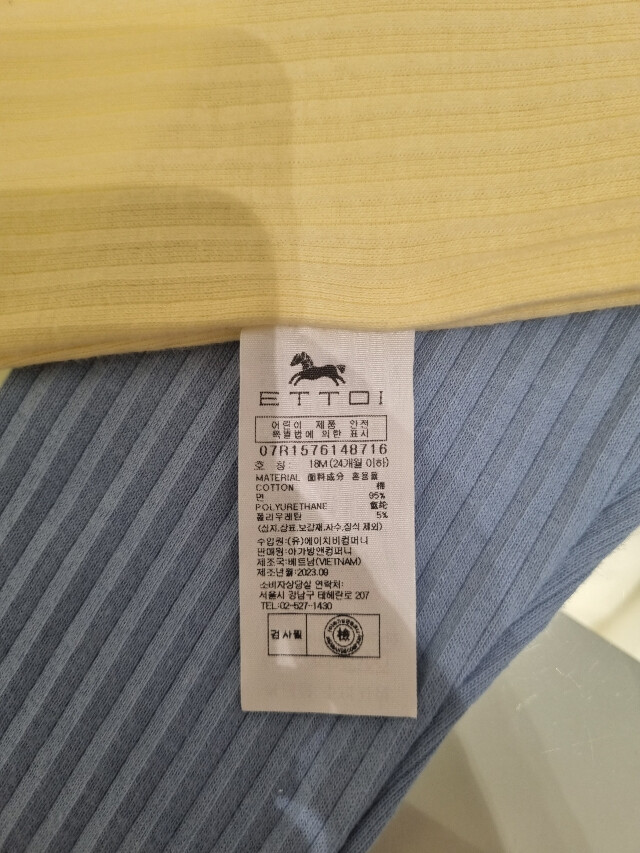 ETTOI
어린이 제품 안전
특별법에 의한 표시
07R1576148716
호 칭: 18M(24개월 이하)
MATERIAL 面料成分 혼용율
COTTON 棉
면 95%
POLYURETHANE 氨纶
폴리우레탄 5%
(심지,상표,보강재,자수,장식 제외)
수입원:(유)에이치비컴퍼니
판매원:아가방앤컴퍼니
제조국:베트남(VIETNAM)
제조년월:2023.09
소비자상담실 연락처:
서울시 강남구 테헤란로 207
TEL:02-527-1430
검사필 檢